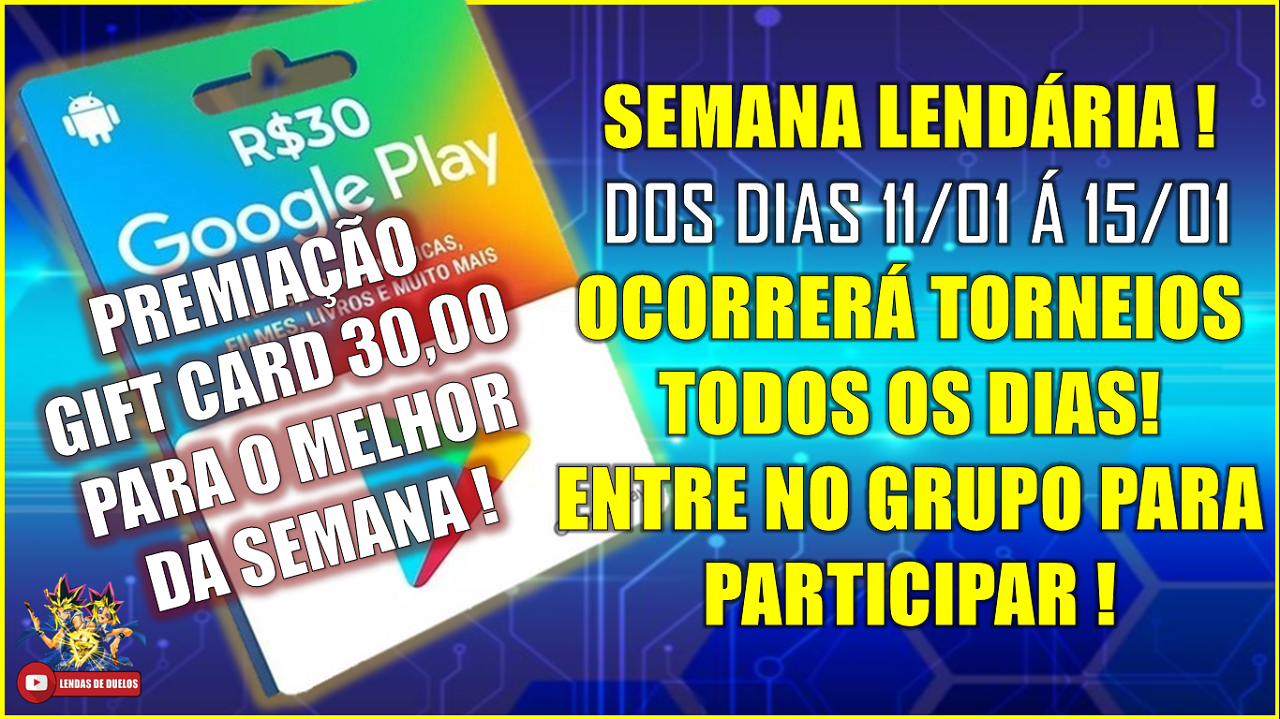 R$30
Google Play
ICAS,
FILMES, LIVROS E MUITO MAIS
PREMIAÇÃO
GIFT CARD 30,00
PARA O MELHOR
DA SEMANA !
SEMANA LENDÁRIA !
DOS DIAS 11/01 Á 15/01
OCORRERÁ TORNEIOS
TODOS OS DIAS!
ENTRE NO GRUPO PARA
PARTICIPAR !
LENDAS DE DUELOS